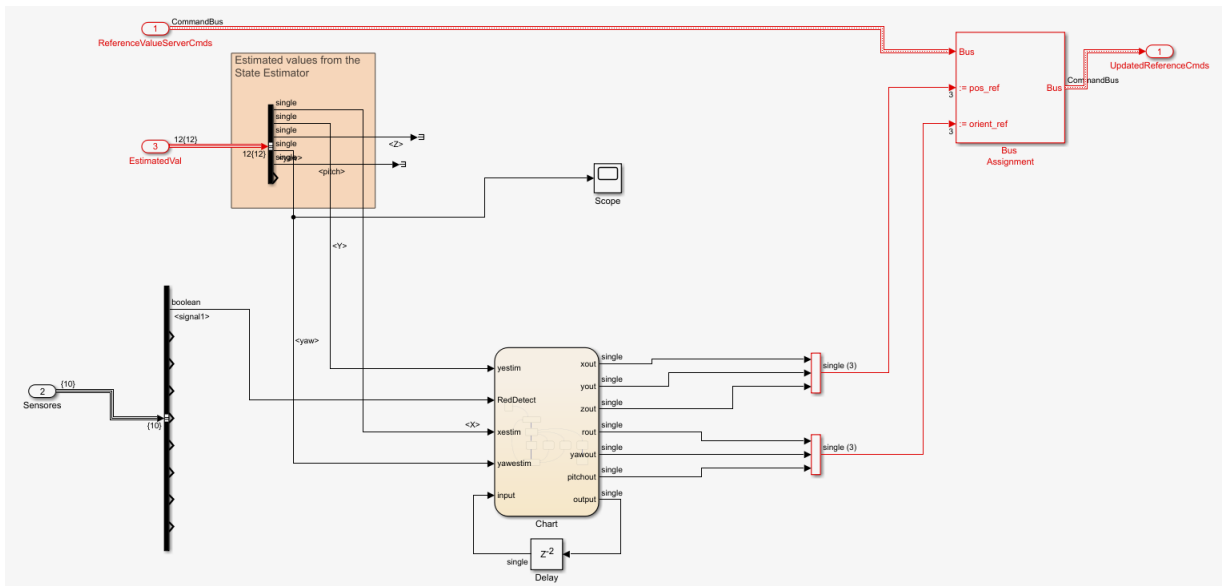 CommandBus
1
ReferenceValueServerCmds
Estimated values from the
State Estimator
single
single
single
single
single
12{12}
12{12}
3
EstimatedVal
<Z>
<pitch>
Bus
:= pos_ref
3
:= orient_ref
3
Bus
Bus
Assignment
CommandBus
1
UpdatedReferenceCmds
Scope
<Y>
boolean
<signal1>
<yaw>
2
Sensores
{10}
{10}
<X>
yestim
RedDetect
xestim
yawestim
input
xout
yout
zout
rout
yawout
pitchout
output
single
single
single
single
single
single
single
Chart
single (3)
single (3)
Z-2
single
Delay